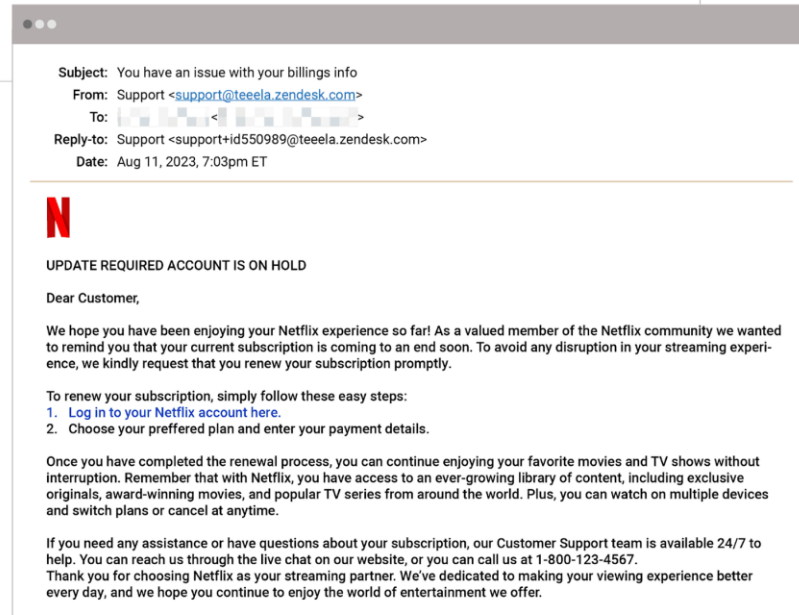 Subject: You have an issue with your billings info
From: Support <support@teeela.zendesk.com>
To: < >
Reply-to: Support <support+id550989@teeela.zendesk.com>
Date: Aug 11, 2023, 7:03pm ET
N
UPDATE REQUIRED ACCOUNT IS ON HOLD
Dear Customer,
We hope you have been enjoying your Netflix experience so far! As a valued member of the Netflix community we wanted
to remind you that your current subscription is coming to an end soon. To avoid any disruption in your streaming experi-
ence, we kindly request that you renew your subscription promptly.
To renew your subscription, simply follow these easy steps:
1. Log in to your Netflix account here.
2. Choose your preffered plan and enter your payment details.
Once you have completed the renewal process, you can continue enjoying your favorite movies and TV shows without
interruption. Remember that with Netflix, you have access to an ever-growing library of content, including exclusive
originals, award-winning movies, and popular TV series from around the world. Plus, you can watch on multiple devices
and switch plans or cancel at anytime.
If you need any assistance or have questions about your subscription, our Customer Support team is available 24/7 to
help. You can reach us through the live chat on our website, or you can call us at 1-800-123-4567.
Thank you for choosing Netflix as your streaming partner. We've dedicated to making your viewing experience better
every day, and we hope you continue to enjoy the world of entertainment we offer.